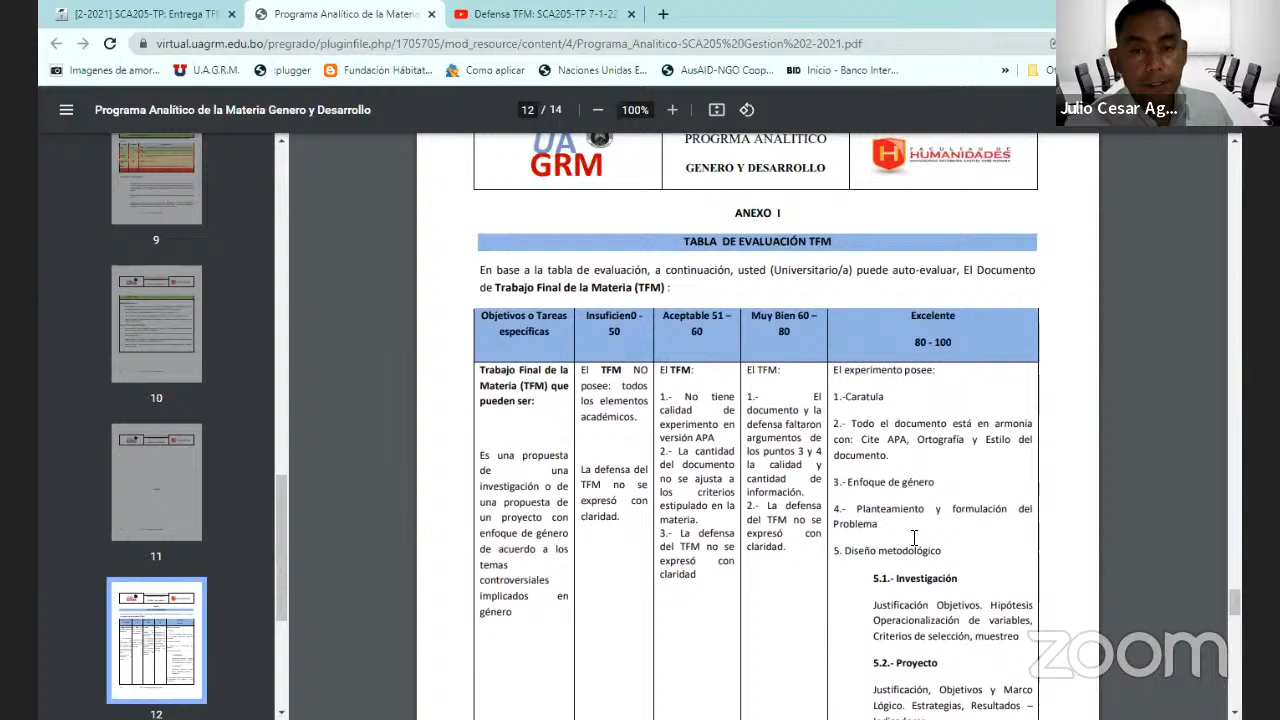 [2-2021] SCA205-TP: Entrega TFM
Programa Analítico de la Materia
Defensa TFM: SCA205-TP 7-1-22
virtual.uagrm.edu.bo/pregrado/pluginfile.php/1705705/mod_resource/content/4/Programa_Analitico-SCA205%20Gestion%202-2021.pdf
Imagenes de amor...
U.A.G.R.M.
:plugger
Fundación Hábitat...
Como aplicar
Naciones Unidas E...
AusAID-NGO Coop...
BID Inicio - Banco Inter...
»
Programa Analítico de la Materia Genero y Desarrollo
12 / 14
100%
Julio Cesar Ag...
9
10
11
12
UA
GRM
PROGRMA ANALITICO
GENERO Y DESARROLLO
FACULTAD DE
HUMANIDADES
ANEXO I
TABLA DE EVALUACIÓN TFM
En base a la tabla de evaluación, a continuación, usted (Universitario/a) puede auto-evaluar, El Documento
de Trabajo Final de la Materia (TFM) :
Objetivos o Tareas
específicas
Insuficien0 -
50
Aceptable 51 –
60
Muy Bien 60 –
80
Excelente
80 - 100
Trabajo Final de la
Materia (TFM) que
pueden ser:
Es una propuesta
de una
investigación o de
una propuesta de
un proyecto con
enfoque de género
de acuerdo a los
temas
controversiales
implicados en
género
El TFM NO
posee: todos
los elementos
académicos.
La defensa del
TFM no se
expresó con
claridad.
El TFM:
1.- No tiene
calidad de
experimento en
versión APA
2.- La cantidad
del documento
no se ajusta a
los criterios
estipulado en la
materia.
3.- La defensa
del TFM no se
expresó con
claridad
El TFM:
1.- El
documento y la
defensa faltaron
argumentos de
los puntos 3 y 4
la calidad y
cantidad de
información.
2.- La defensa
del TFM no se
expresó con
claridad.
El experimento posee:
1.-Caratula
2.- Todo el documento está en armonía
con: Cite APA, Ortografía y Estilo del
documento.
3.- Enfoque de género
4.- Planteamiento y formulación del
Problema
5. Diseño metodológico
5.1.- Investigación
Justificación Objetivos. Hipótesis
Operacionalización de variables,
Criterios de selección, muestreo
5.2.- Proyecto
Justificación, Objetivos y Marco
Lógico. Estrategias, Resultados –
zoom